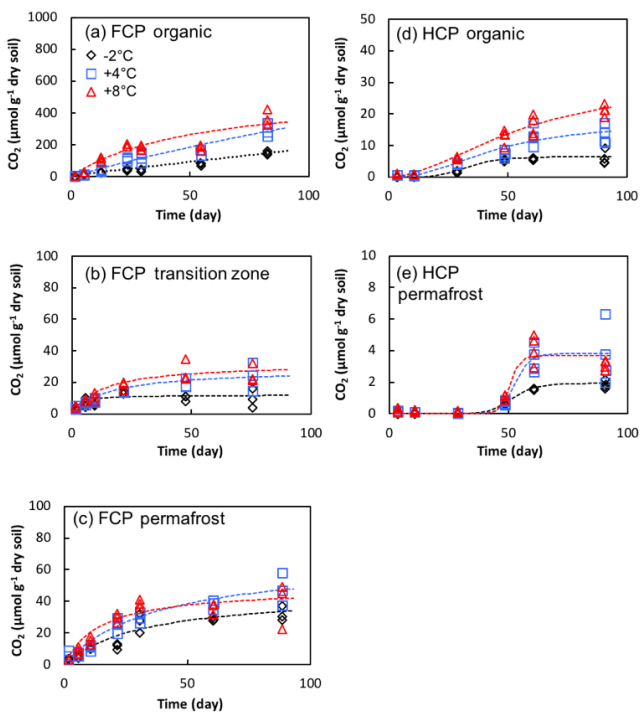 (a) FCP organic
-2°C
+4°C
+8°C
CO₂ (µmol g⁻¹ dry soil)
1000
800
600
400
200
0
0
50
100
Time (day)
(d) HCP organic
CO₂ (µmol g⁻¹ dry soil)
50
40
30
20
10
0
0
50
100
Time (day)
(b) FCP transition zone
CO₂ (µmol g⁻¹ dry soil)
100
80
60
40
20
0
0
50
100
Time (day)
(e) HCP
permafrost
CO₂ (µmol g⁻¹ dry soil)
10
8
6
4
2
0
0
50
100
Time (day)
(c) FCP permafrost
CO₂ (µmol g⁻¹ dry soil)
100
80
60
40
20
0
0
50
100
Time (day)